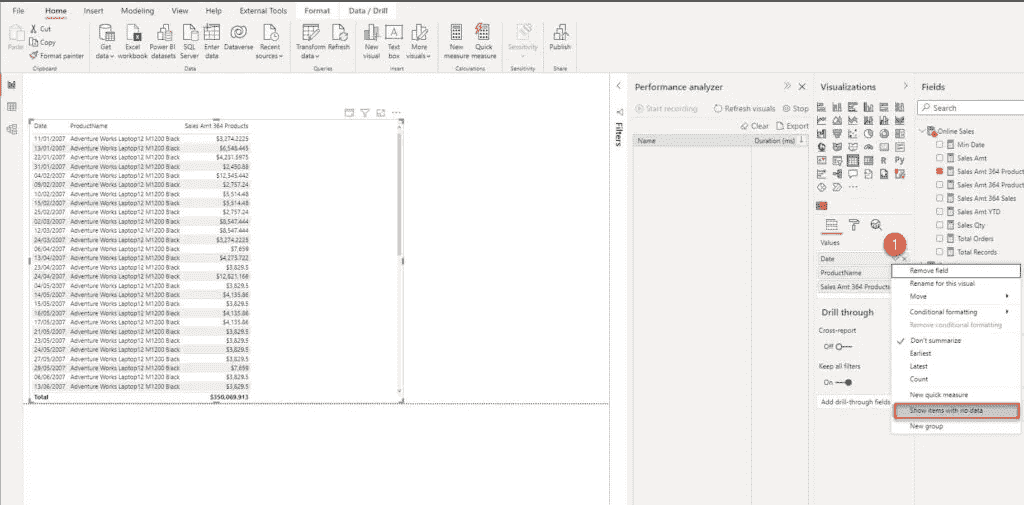 File Home Insert Modeling View Help External Tools Format Data / Drill
Paste
Cut
Copy
Format painter
Get data
Excel workbook
Power BI datasets
SQL Server
Enter data
Dataverse
Recent sources
Transform data
Refresh
New visual
Text box
More visuals
New measure
Quick measure
Sensitivity
Publish
Clipboard Data Queries Insert Calculations Sensitivity Share
Date ProductName Sales Amt 364 Products
11/01/2007 Adventure Works Laptop12 M1200 Black $3,274.2225
13/01/2007 Adventure Works Laptop12 M1200 Black $6,548.445
22/01/2007 Adventure Works Laptop12 M1200 Black $4,251.8975
31/01/2007 Adventure Works Laptop12 M1200 Black $2,490.88
04/02/2007 Adventure Works Laptop12 M1200 Black $12,345.442
09/02/2007 Adventure Works Laptop12 M1200 Black $2,757.24
10/02/2007 Adventure Works Laptop12 M1200 Black $5,514.48
15/02/2007 Adventure Works Laptop12 M1200 Black $5,514.48
25/02/2007 Adventure Works Laptop12 M1200 Black $2,757.24
02/03/2007 Adventure Works Laptop12 M1200 Black $8,547.444
12/03/2007 Adventure Works Laptop12 M1200 Black $8,547.444
24/03/2007 Adventure Works Laptop12 M1200 Black $3,274.2225
06/04/2007 Adventure Works Laptop12 M1200 Black $7,659
13/04/2007 Adventure Works Laptop12 M1200 Black $4,273.722
23/04/2007 Adventure Works Laptop12 M1200 Black $3,829.5
24/04/2007 Adventure Works Laptop12 M1200 Black $12,621.168
04/05/2007 Adventure Works Laptop12 M1200 Black $3,829.5
14/05/2007 Adventure Works Laptop12 M1200 Black $4,135.86
15/05/2007 Adventure Works Laptop12 M1200 Black $3,829.5
16/05/2007 Adventure Works Laptop12 M1200 Black $4,135.86
17/05/2007 Adventure Works Laptop12 M1200 Black $4,135.86
21/05/2007 Adventure Works Laptop12 M1200 Black $3,829.5
23/05/2007 Adventure Works Laptop12 M1200 Black $3,829.5
24/05/2007 Adventure Works Laptop12 M1200 Black $3,829.5
27/05/2007 Adventure Works Laptop12 M1200 Black $3,829.5
29/05/2007 Adventure Works Laptop12 M1200 Black $7,659
06/06/2007 Adventure Works Laptop12 M1200 Black $3,829.5
13/06/2007 Adventure Works Laptop12 M1200 Black $3,829.5
Total $350,069.913
Filters
Performance analyzer
Start recording Refresh visuals Stop
Clear Export
Name Duration (ms)
Visualizations
R Py
Values
1
Date
ProductName
Sales Amt 364 Products
Drill through
Cross-report
Off
Keep all filters
On
Add drill-through fields
Remove field
Rename for this visual
Move
Conditional formatting
Remove conditional formatting
Don't summarize
Earliest
Latest
Count
New quick measure
Show items with no data
New group
Fields
Search
Online Sales
Min Date
Sales Amt
Sales Amt 364 Product
Sales Amt 364 Product
Sales Amt 364 Sales
Sales Amt YTD
Sales Qty
Total Orders
Total Records